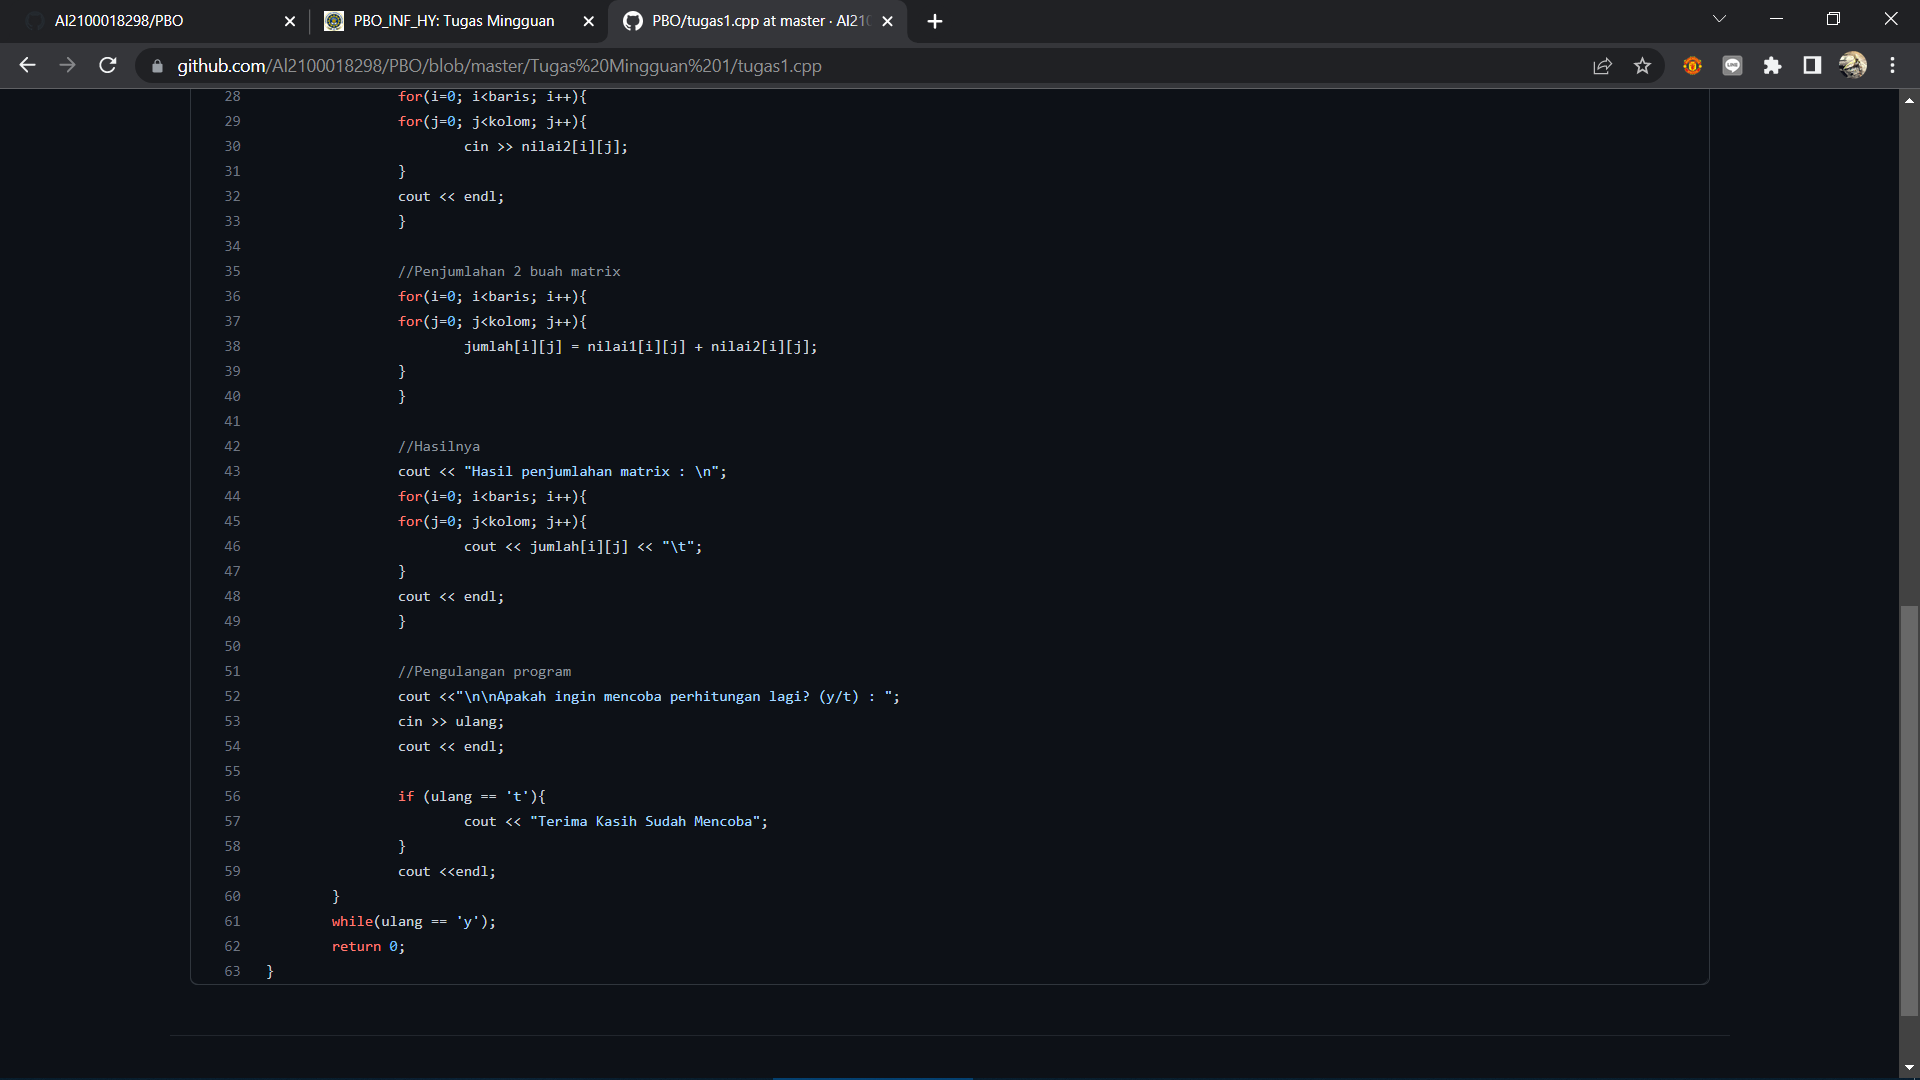 Al2100018298/PBO
PBO_INF_HY: Tugas Mingguan
PBO/tugas1.cpp at master · Al210
github.com/Al2100018298/PBO/blob/master/Tugas%20Mingguan%201/tugas1.cpp
28 for(i=0; i<baris; i++){
29 for(j=0; j<kolom; j++){
30 cin >> nilai2[i][j];
31 }
32 cout << endl;
33 }
34
35 //Penjumlahan 2 buah matrix
36 for(i=0; i<baris; i++){
37 for(j=0; j<kolom; j++){
38 jumlah[i][j] = nilai1[i][j] + nilai2[i][j];
39 }
40 }
41
42 //Hasilnya
43 cout << "Hasil penjumlahan matrix : \n";
44 for(i=0; i<baris; i++){
45 for(j=0; j<kolom; j++){
46 cout << jumlah[i][j] << "\t";
47 }
48 cout << endl;
49 }
50
51 //Pengulangan program
52 cout <<"\n\nApakah ingin mencoba perhitungan lagi? (y/t) : ";
53 cin >> ulang;
54 cout << endl;
55
56 if (ulang == 't'){
57 cout << "Terima Kasih Sudah Mencoba";
58 }
59 cout <<endl;
60 }
61 while(ulang == 'y');
62 return 0;
63 }